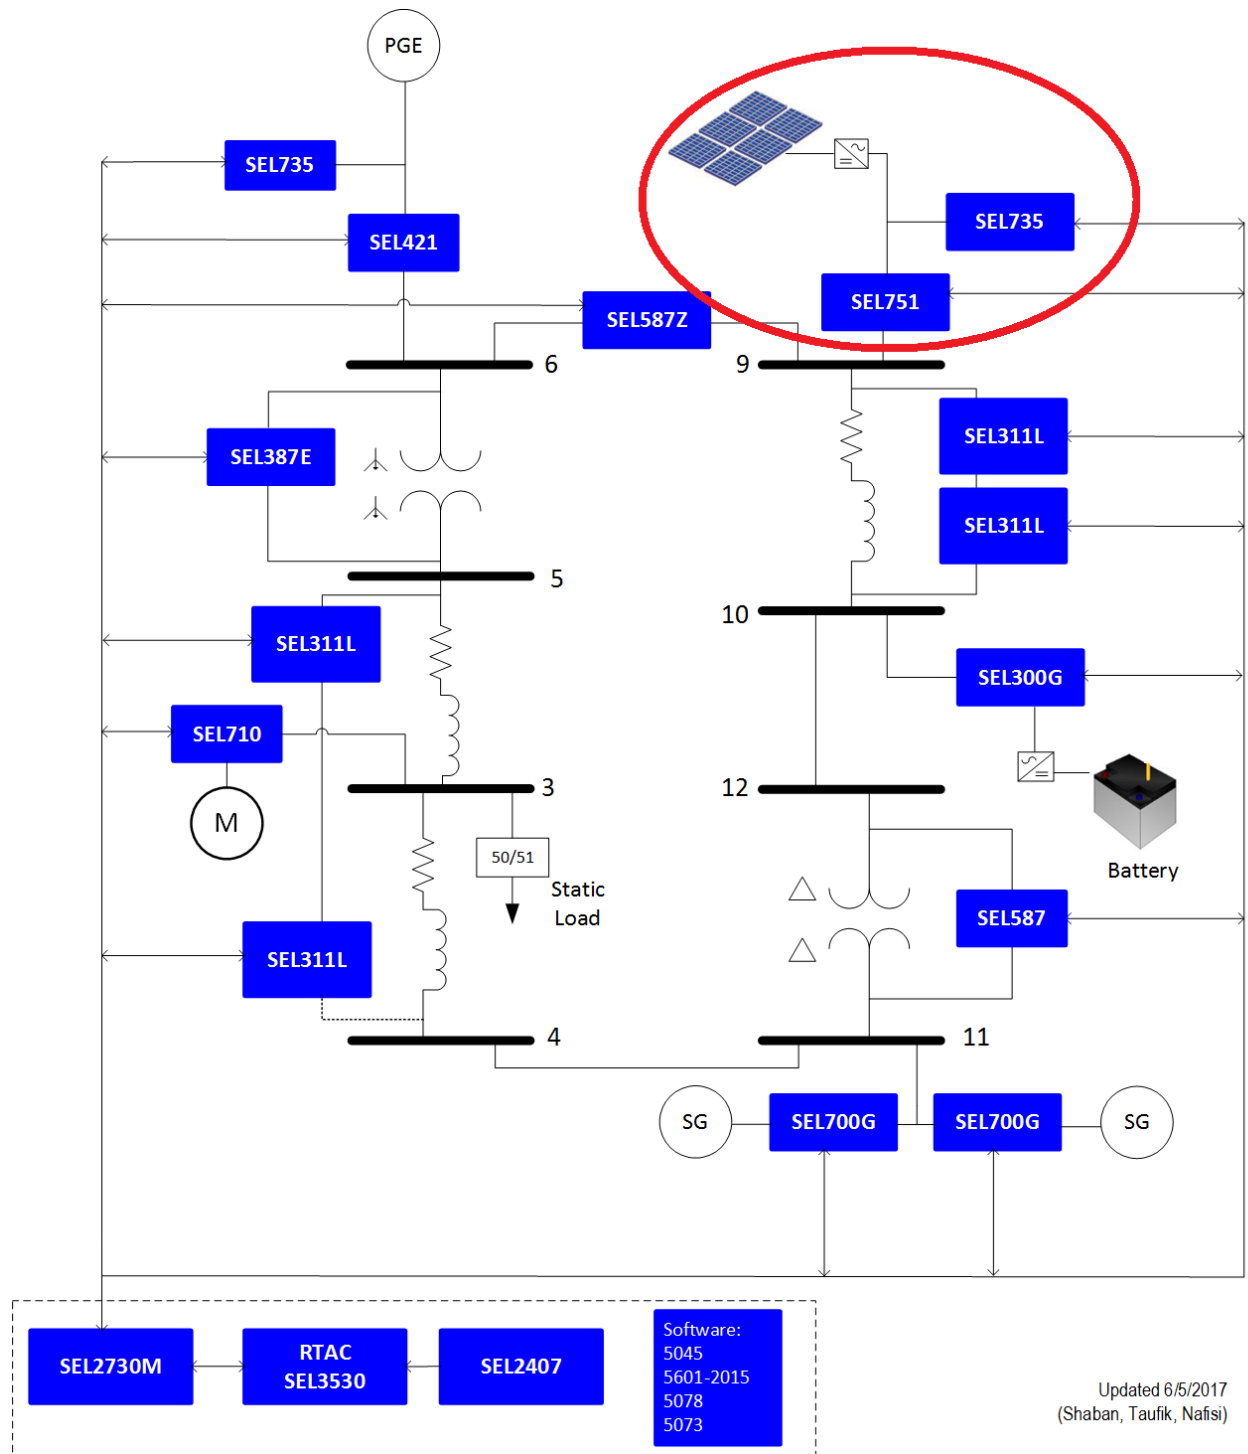 PGE
SEL735
SEL421
SEL735
SEL751
SEL587Z
6
9
SEL387E
SEL311L
SEL311L
5
10
SEL311L
SEL300G
SEL710
3
12
M
50/51
Static
Load
Battery
SEL587
SEL311L
4
11
SG
SEL700G
SEL700G
SG
SEL2730M
RTAC
SEL3530
SEL2407
Software:
5045
5601-2015
5078
5073
Updated 6/5/2017
(Shaban, Taufik, Nafisi)